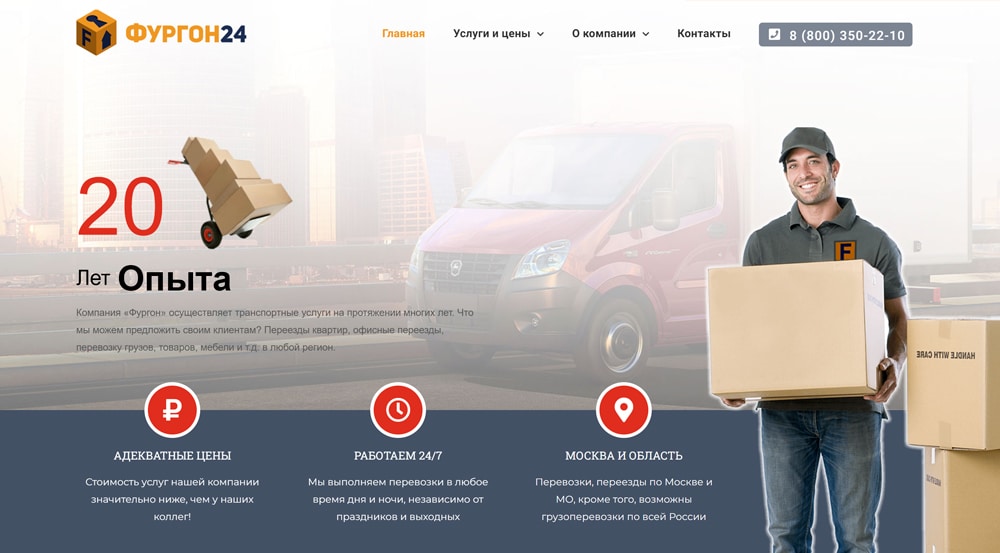 F
ФУРГОН24
Главная
Услуги и цены
О компании
Контакты
8 (800) 350-22-10
20
Лет Опыта
Компания «Фургон» осуществляет транспортные услуги на протяжении многих лет. Что
мы можем предложить своим клиентам? Переезды квартир, офисные переезды,
перевозку грузов, товаров, мебели и т.д: в любой регион.
F
HANDLE WITH CARE
АДЕКВАТНЫЕ ЦЕНЫ
Стоимость услуг нашей компании
значительно ниже, чем у наших
коллег!
РАБОТАЕМ 24/7
Мы выполняем перевозки в любое
время дня и ночи, независимо от
праздников и выходных
МОСКВА И ОБЛАСТЬ
Перевозки, переезды по Москве и
МО, кроме того, возможны
грузоперевозки по всей России